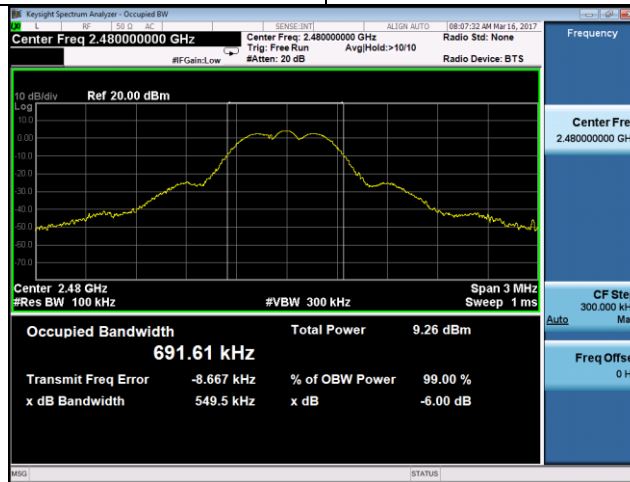 Keysight Spectrum Analyzer - Occupied BW
L RF 50 Ω AC SENSE:INT ALIGN AUTO 08:07:32 AM Mar 16, 2017
Center Freq 2.480000000 GHz
Center Freq: 2.480000000 GHz
Radio Std: None
Trig: Free Run Avg|Hold:>10/10
#IFGain:Low #Atten: 20 dB Radio Device: BTS
Frequency
10 dB/div Ref 20.00 dBm
Log
10.0
0.00
-10.0
-20.0
-30.0
-40.0
-50.0
-60.0
-70.0
Center 2.48 GHz Span 3 MHz
#Res BW 100 kHz #VBW 300 kHz Sweep 1 ms
Center Fre
2.480000000 GH
CF Ste
300.000 kH
Auto Ma
Freq Offse
0 H
Occupied Bandwidth Total Power 9.26 dBm
691.61 kHz
Transmit Freq Error -8.667 kHz % of OBW Power 99.00 %
x dB Bandwidth 549.5 kHz x dB -6.00 dB
MSG STATUS